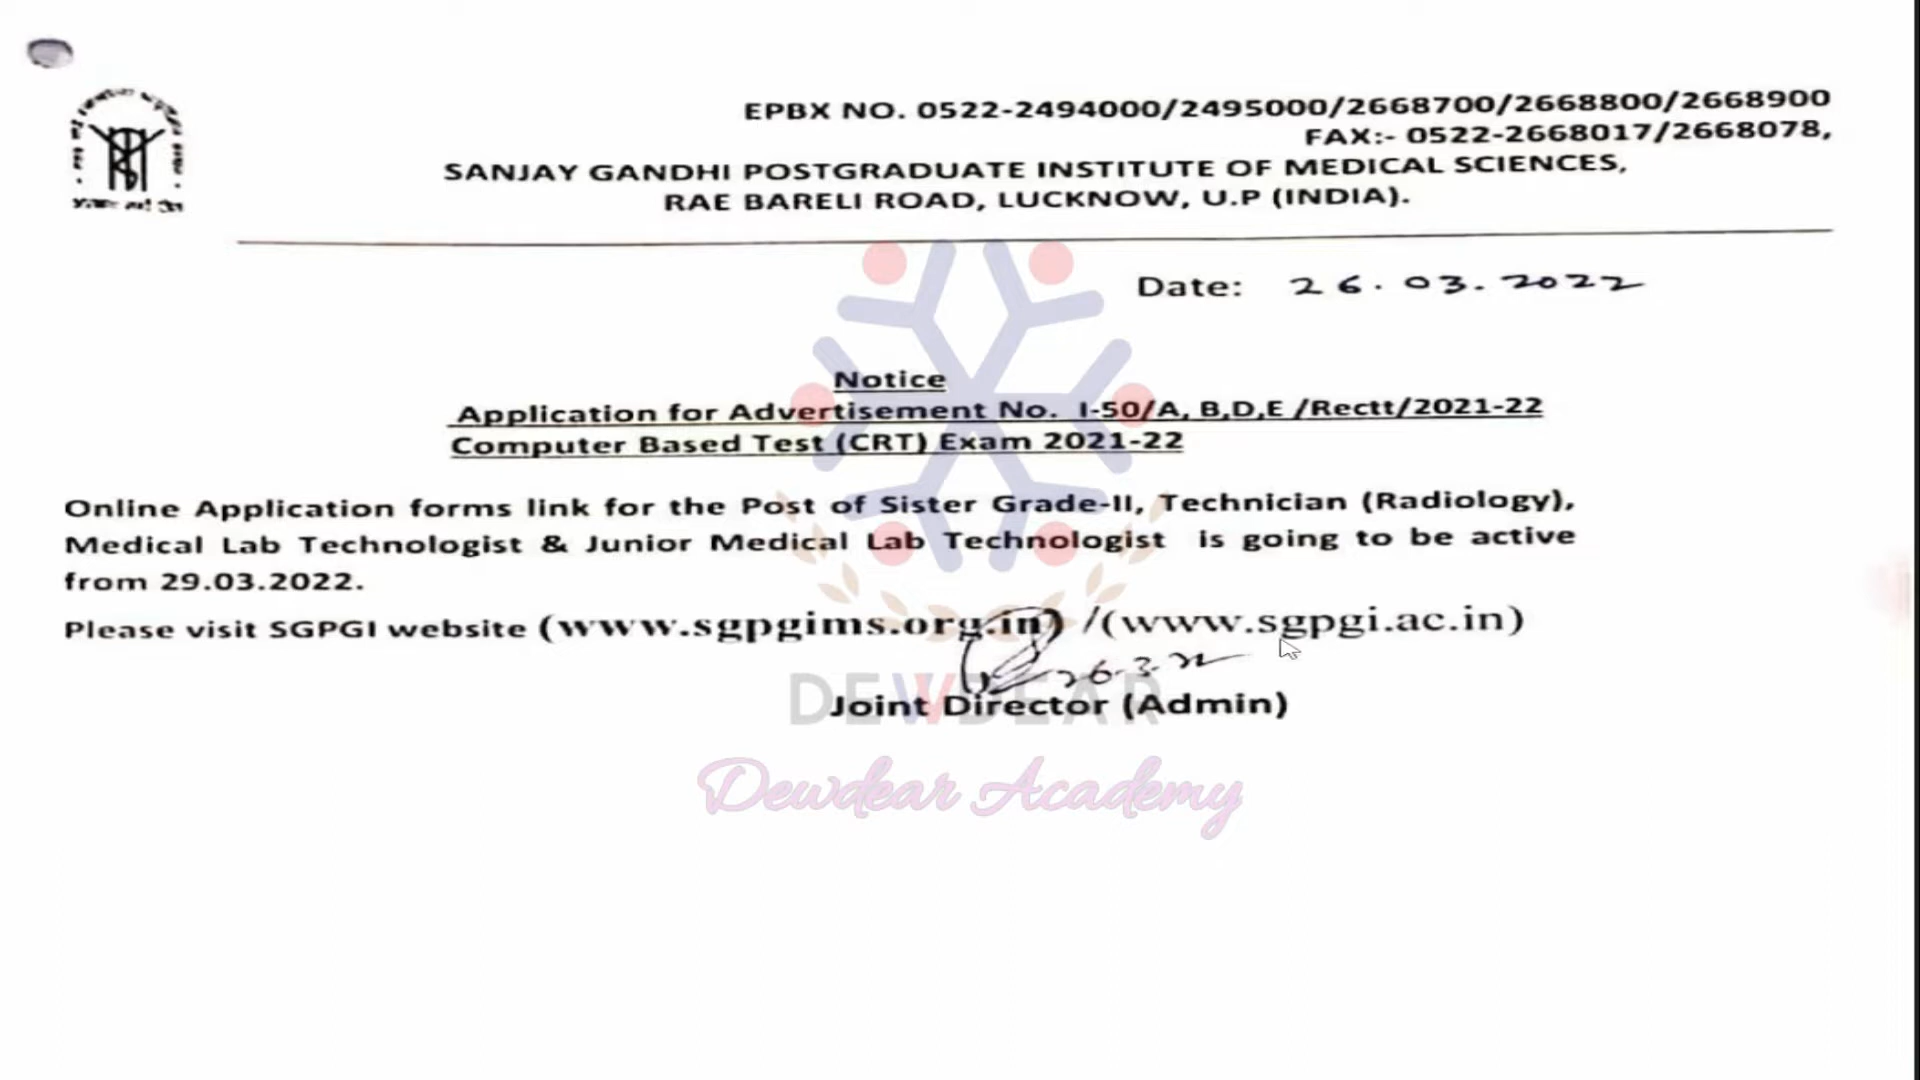 EPBX NO. 0522-2494000/2495000/2668700/2668800/2668900
FAX:- 0522-2668017/2668078,
SANJAY GANDHI POSTGRADUATE INSTITUTE OF MEDICAL SCIENCES,
RAE BARELI ROAD, LUCKNOW, U.P (INDIA).
Date: 26.03.2022
Notice
Application for Advertisement No. I-50/A, B,D,E /Rectt/2021-22
Computer Based Test (CRT) Exam 2021-22
Online Application forms link for the Post of Sister Grade-II, Technician (Radiology),
Medical Lab Technologist & Junior Medical Lab Technologist is going to be active
from 29.03.2022.
Please visit SGPGI website (www.sgpgims.org.in) /(www.sgpgi.ac.in)
26.3.22
DEWDEAR
Joint Director (Admin)
Dewdear Academy